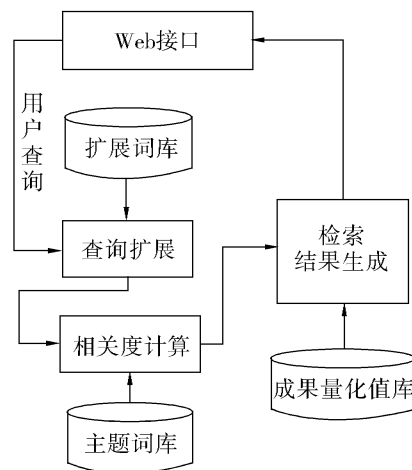 Web接口
用户查询
扩展词库
查询扩展
检索
结果生成
相关度计算
成果量化值库
主题词库